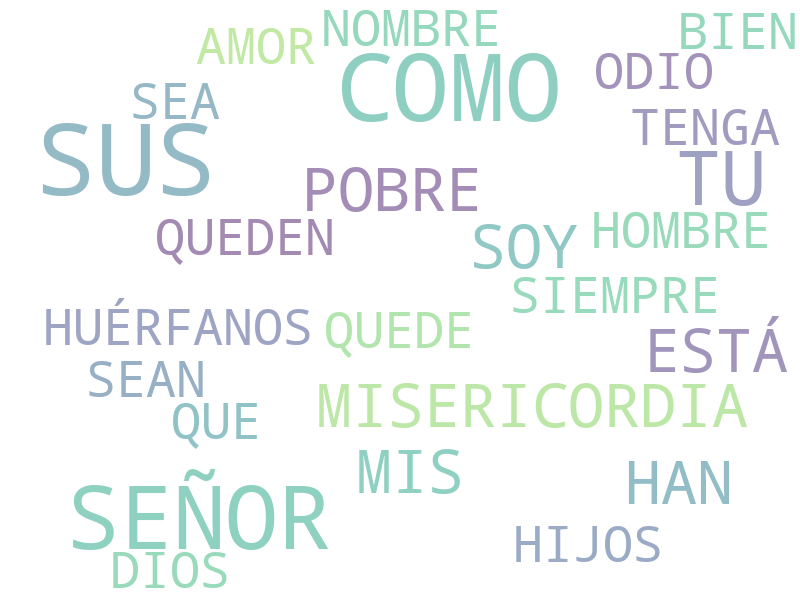 NOMBRE BIEN
AMOR COMO ODIO
SEA TENGA
SUS TU
POBRE
QUEDEN SOY HOMBRE
SIEMPRE
HUÉRFANOS QUEDE
ESTÁ
SEAN
QUE MISERICORDIA
MIS HAN
SEÑOR
HIJOS
DIOS